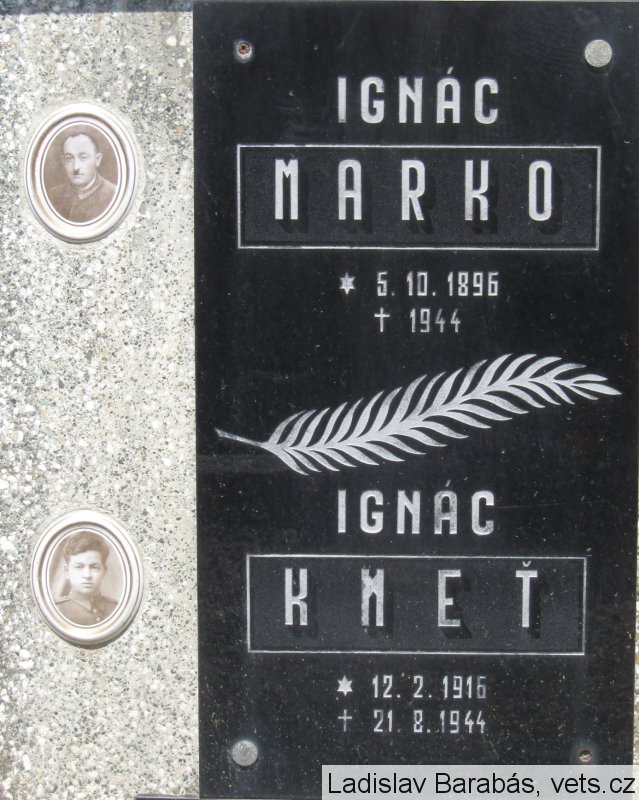 IGNÁC
MARKO
* 5. 10. 1896
† 1944
IGNÁC
KMEŤ
* 12. 2. 1916
† 21. 8. 1944
Ladislav Barabás, vets.cz